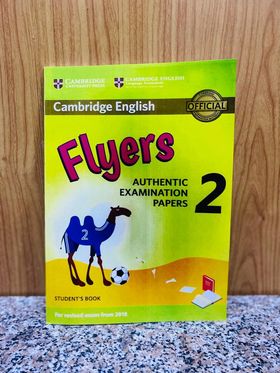 CAMBRIDGE
UNIVERSITY PRESS
CAMBRIDGE ENGLISH
Language Assessment
Cambridge English
OFFICIAL
Flyers
AUTHENTIC
EXAMINATION
PAPERS
2
2
STUDENT'S BOOK
For revised exam from 2018